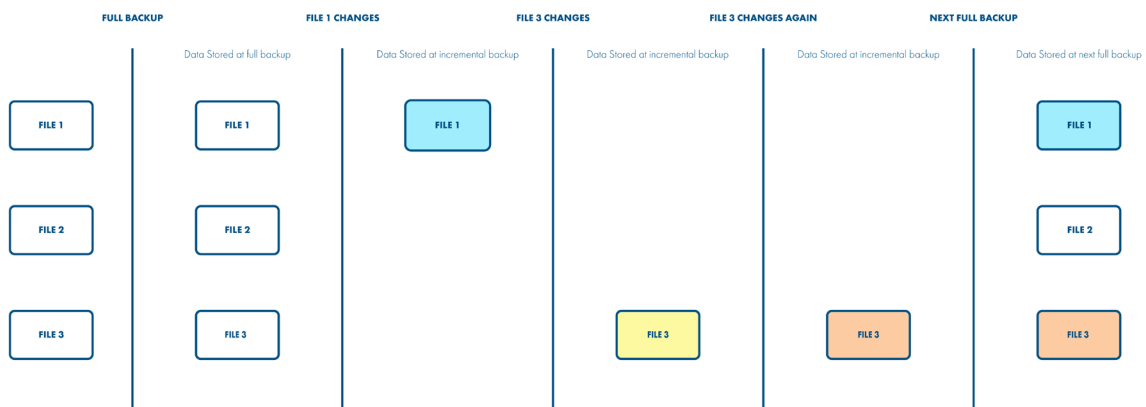 FULL BACKUP
FILE 1 CHANGES
FILE 3 CHANGES
FILE 3 CHANGES AGAIN
NEXT FULL BACKUP
Data Stored at full backup
Data Stored at incremental backup
Data Stored at incremental backup
Data Stored at incremental backup
Data Stored at next full backup
FILE 1
FILE 1
FILE 1
FILE 1
FILE 2
FILE 2
FILE 2
FILE 3
FILE 3
FILE 3
FILE 3
FILE 3